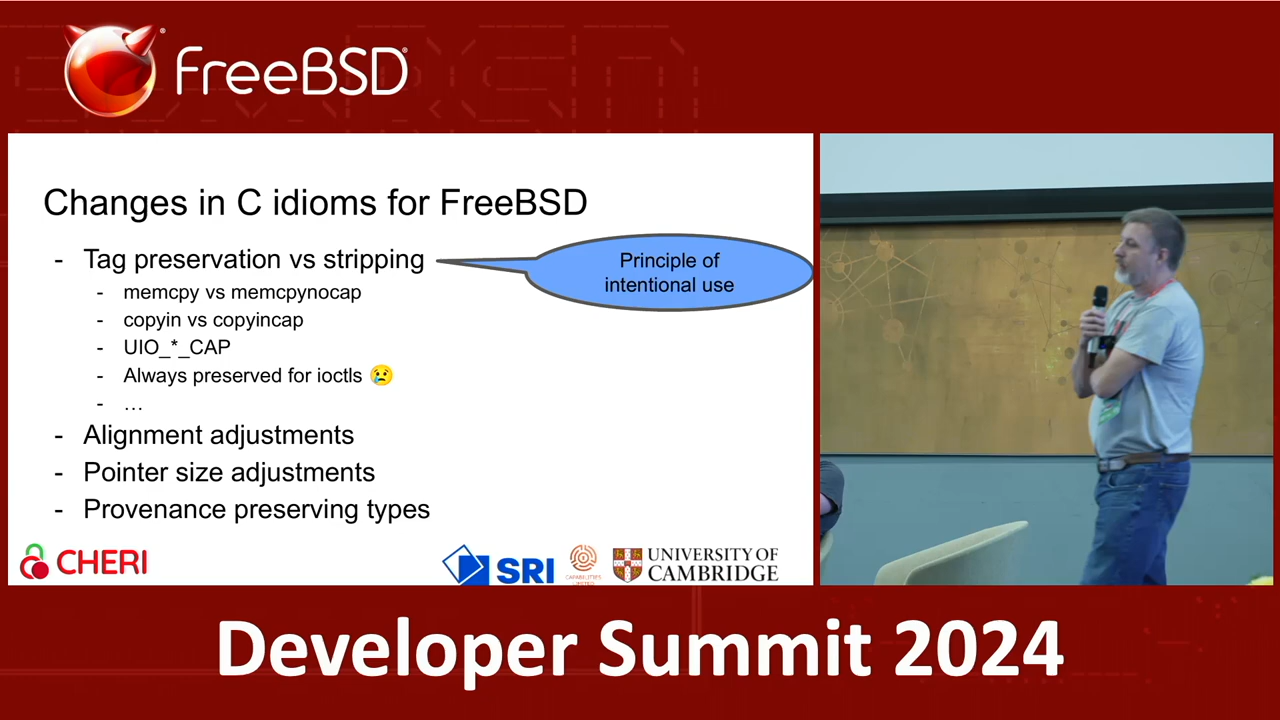 FreeBSD®
Changes in C idioms for FreeBSD
- Tag preservation vs stripping
- memcpy vs memcpynocap
- copyin vs copyincap
- UIO_*_CAP
- Always preserved for ioctls 😢
- …
- Alignment adjustments
- Pointer size adjustments
- Provenance preserving types
Principle of
intentional use
CHERI
SRI
CAPABILITIES
LIMITED
UNIVERSITY OF
CAMBRIDGE
Developer Summit 2024